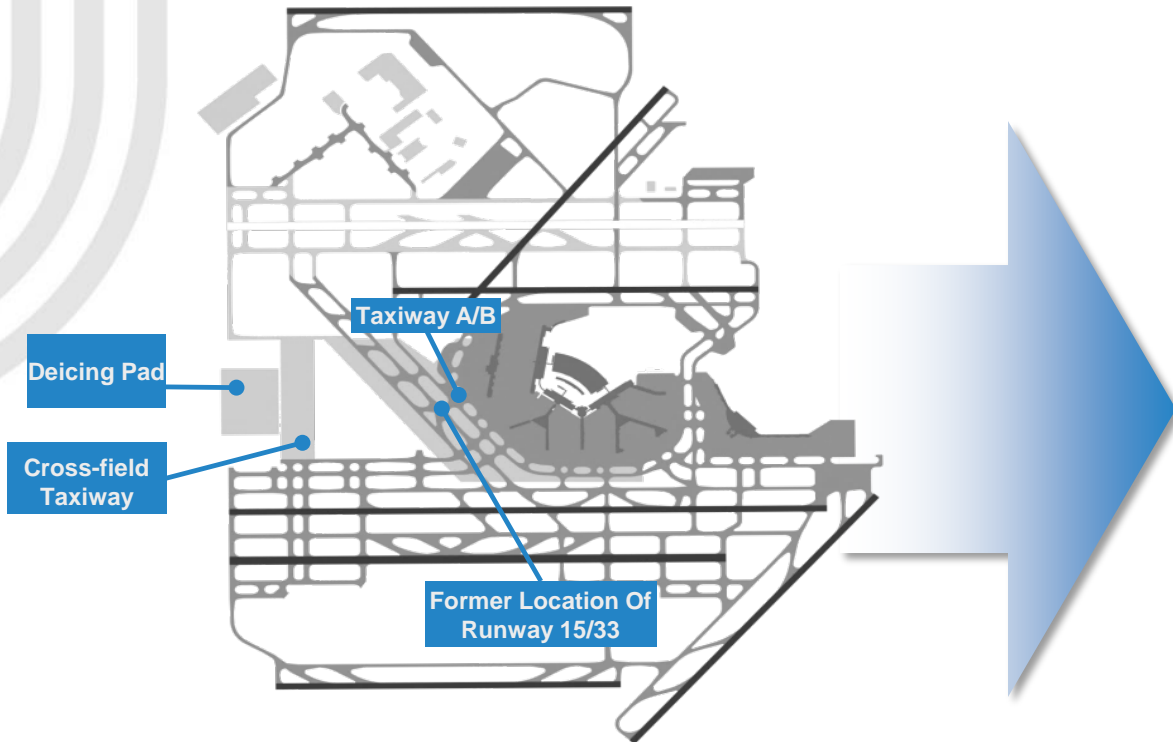 Taxiway A/B
Deicing Pad
Cross-field
Taxiway
Former Location Of
Runway 15/33